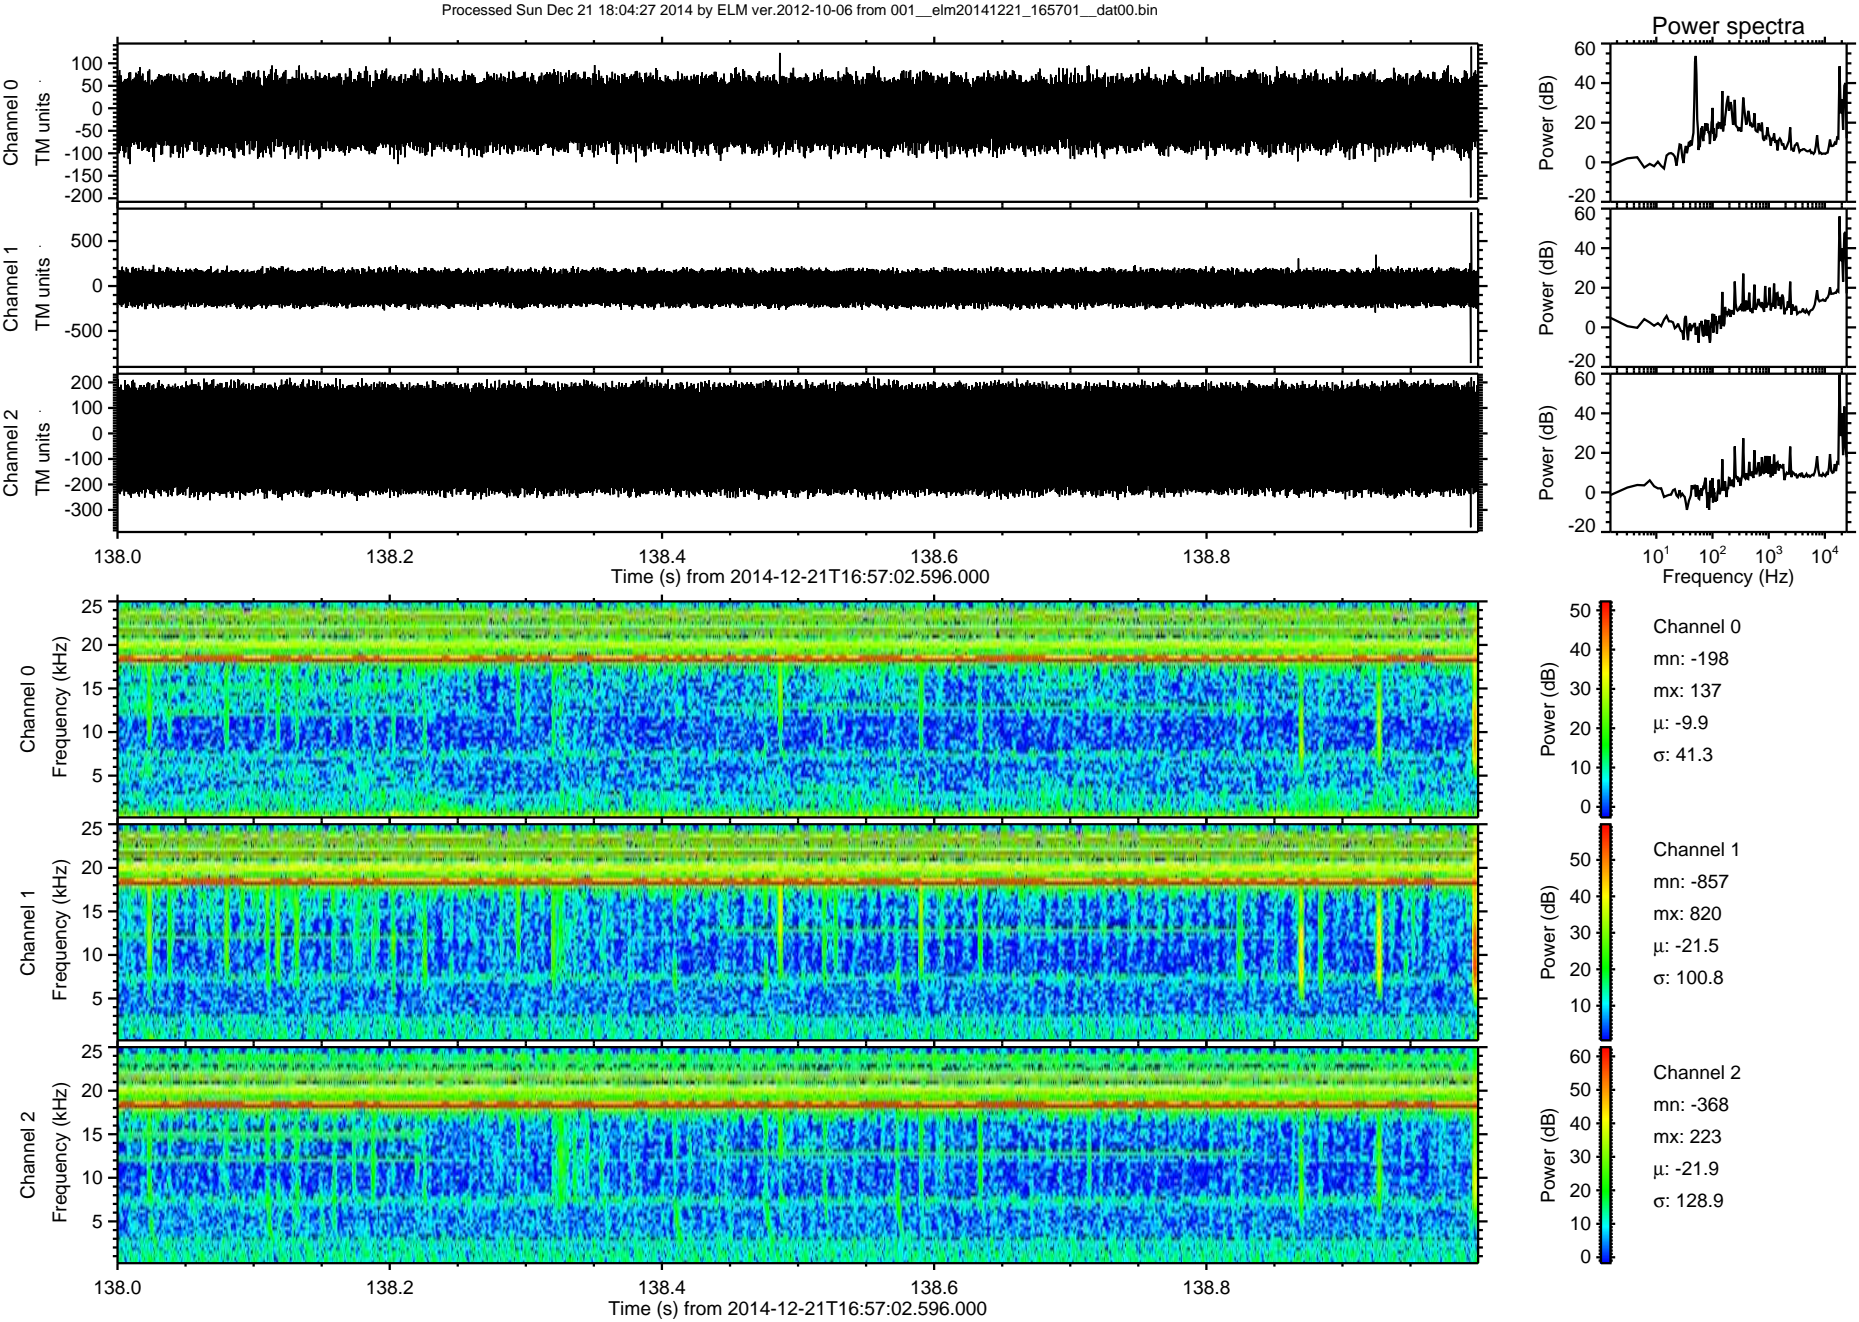 Processed Sun Dec 21 18:04:27 2014 by ELM ver.2012-10-06 from 001__elm20141221_165701__dat00.bin
Power spectra
Channel 0
TM units
100
50
0
-50
-100
-150
-200
Power (dB)
60
40
20
0
-20
Channel 1
TM units
500
0
-500
Power (dB)
60
40
20
0
-20
Channel 2
TM units
200
100
0
-100
-200
-300
Power (dB)
60
40
20
0
-20
138.0 138.2 138.4 138.6 138.8
Time (s) from 2014-12-21T16:57:02.596.000
10¹ 10² 10³ 10⁴
Frequency (Hz)
Channel 0
Frequency (kHz)
25
20
15
10
5
Power (dB)
50
40
30
20
10
0
Channel 0
mn: -198
mx: 137
μ: -9.9
σ: 41.3
Channel 1
Frequency (kHz)
25
20
15
10
5
Power (dB)
50
40
30
20
10
Channel 1
mn: -857
mx: 820
μ: -21.5
σ: 100.8
Channel 2
Frequency (kHz)
25
20
15
10
5
Power (dB)
60
50
40
30
20
10
0
Channel 2
mn: -368
mx: 223
μ: -21.9
σ: 128.9
138.0 138.2 138.4 138.6 138.8
Time (s) from 2014-12-21T16:57:02.596.000